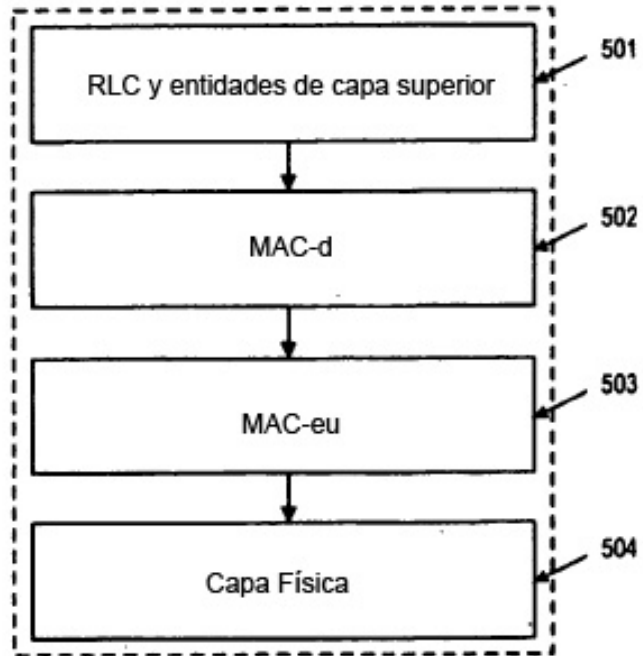 RLC y entidades de capa superior
501
MAC-d
502
MAC-eu
503
Capa Física
504